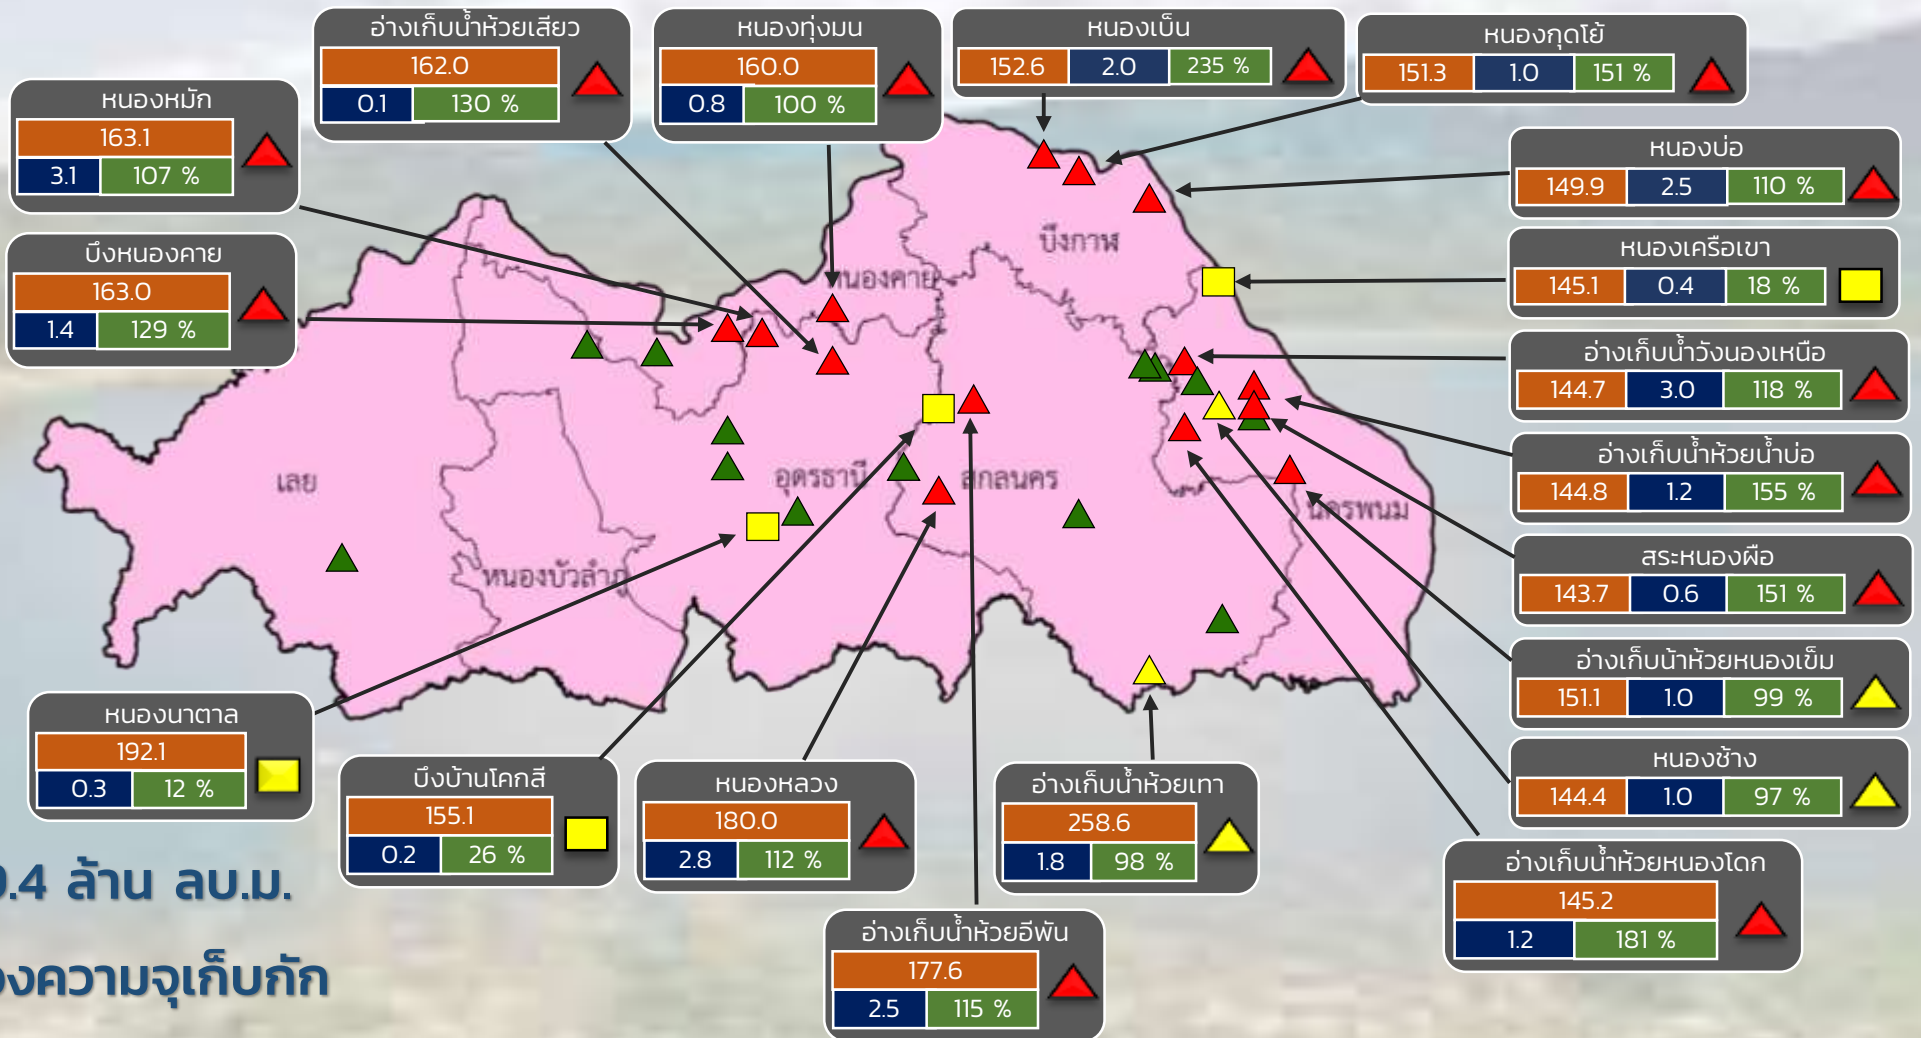 อ่างเก็บน้ำห้วยเสียว
162.0
0.1 130 %
หนองทุ่งมน
160.0
0.8 100 %
หนองเบ็น
152.6 2.0 235 %
หนองกุดโย้
151.3 1.0 151 %
หนองหมัก
163.1
3.1 107 %
หนองบ่อ
149.9 2.5 110 %
บึงหนองคาย
163.0
1.4 129 %
หนองเครือเขา
145.1 0.4 18 %
บึงกาฬ
หนองคาย
อ่างเก็บน้ำวังนองเหนือ
144.7 3.0 118 %
อ่างเก็บน้ำห้วยน้ำบ่อ
144.8 1.2 155 %
เลย
อุดรธานี
สกลนคร
นครพนม
หนองบัวลำภู
สระหนองผือ
143.7 0.6 151 %
อ่างเก็บน้าห้วยหนองเข็ม
151.1 1.0 99 %
หนองช้าง
144.4 1.0 97 %
หนองนาตาล
192.1
0.3 12 %
บึงบ้านโคกสี
155.1
0.2 26 %
หนองหลวง
180.0
2.8 112 %
อ่างเก็บน้ำห้วยเทา
258.6
1.8 98 %
อ่างเก็บน้ำห้วยหนองโดก
145.2
1.2 181 %
.4 ล้าน ลบ.ม.
อ่างเก็บน้ำห้วยอีพัน
177.6
2.5 115 %
องความจุเก็บกัก